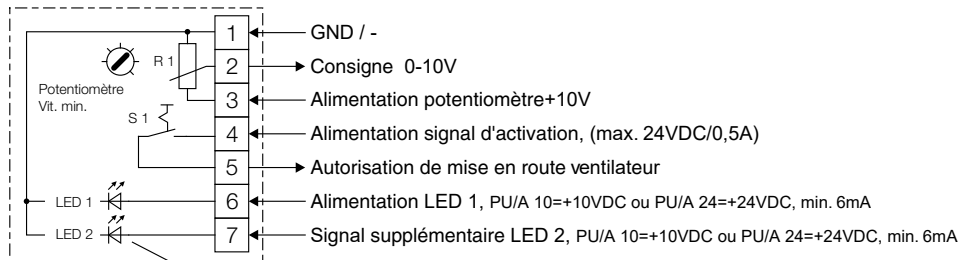 1 GND / -
R 1 2 Consigne 0-10V
Potentiomètre
Vit. min.
3 Alimentation potentiomètre+10V
S 1 4 Alimentation signal d'activation, (max. 24VDC/0,5A)
5 Autorisation de mise en route ventilateur
LED 1 6 Alimentation LED 1, PU/A 10=+10VDC ou PU/A 24=+24VDC, min. 6mA
LED 2 7 Signal supplémentaire LED 2, PU/A 10=+10VDC ou PU/A 24=+24VDC, min. 6mA